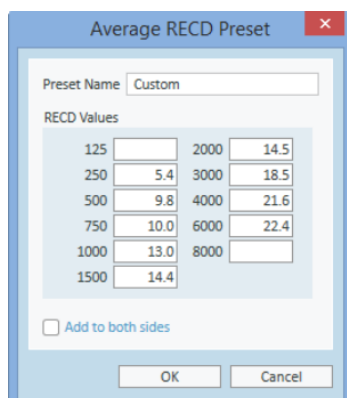 Average RECD Preset
Preset Name Custom
RECD Values
125 2000 14.5
250 5.4 3000 18.5
500 9.8 4000 21.6
750 10.0 6000 22.4
1000 13.0 8000
1500 14.4
Add to both sides
OK Cancel